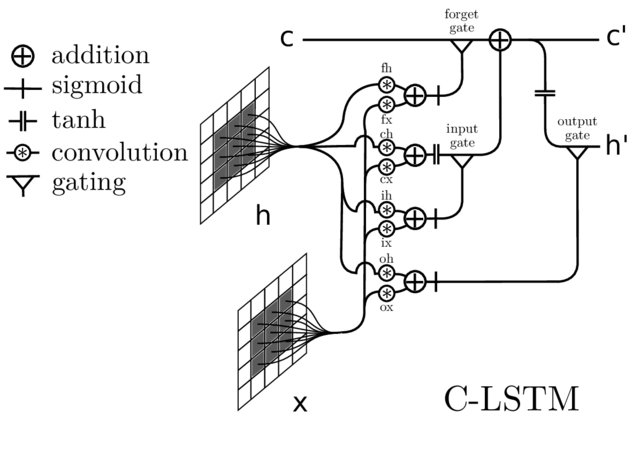 addition
sigmoid
tanh
convolution
gating
c
forget
gate
c'
fh
fx
ch
cx
input
gate
output
gate
h'
h
ih
ix
oh
ox
x
C-LSTM